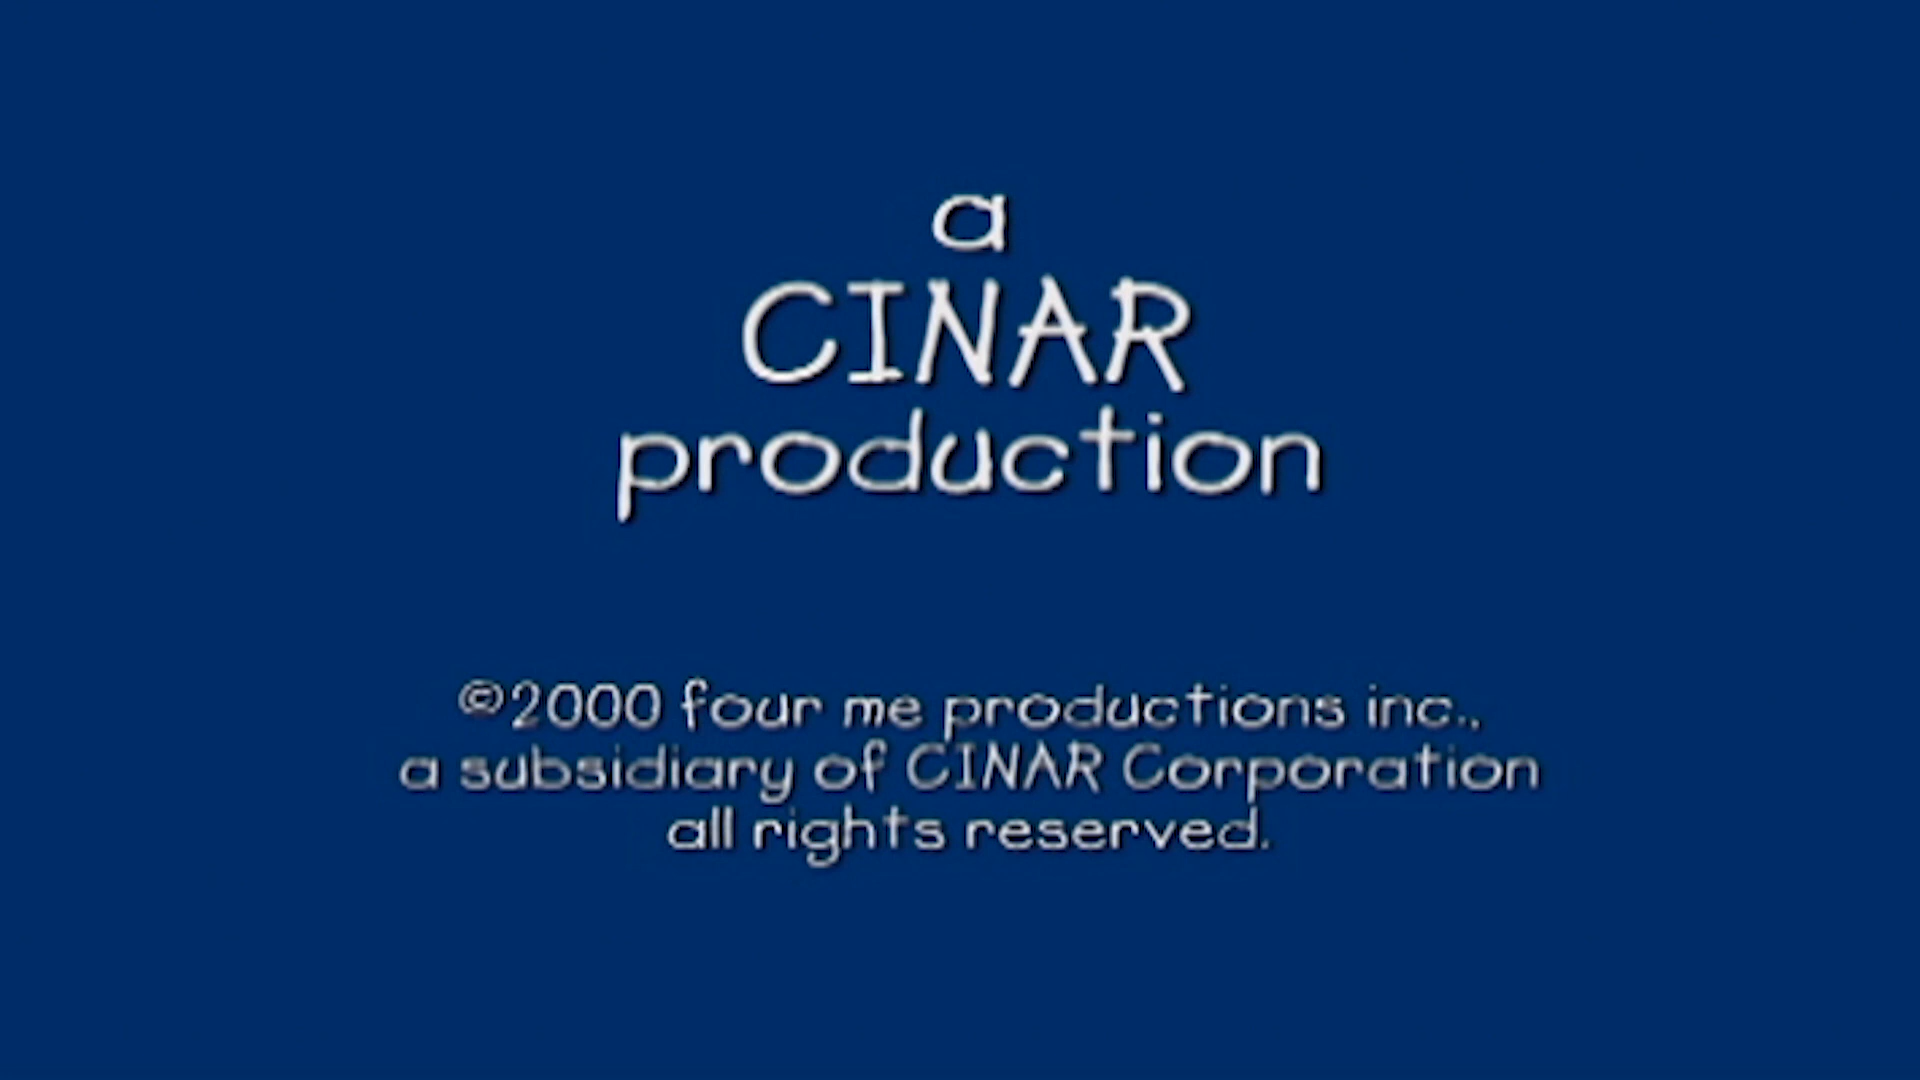 a
CINAR
production
©2000 four me productions inc.,
a subsidiary of CINAR Corporation
all rights reserved.